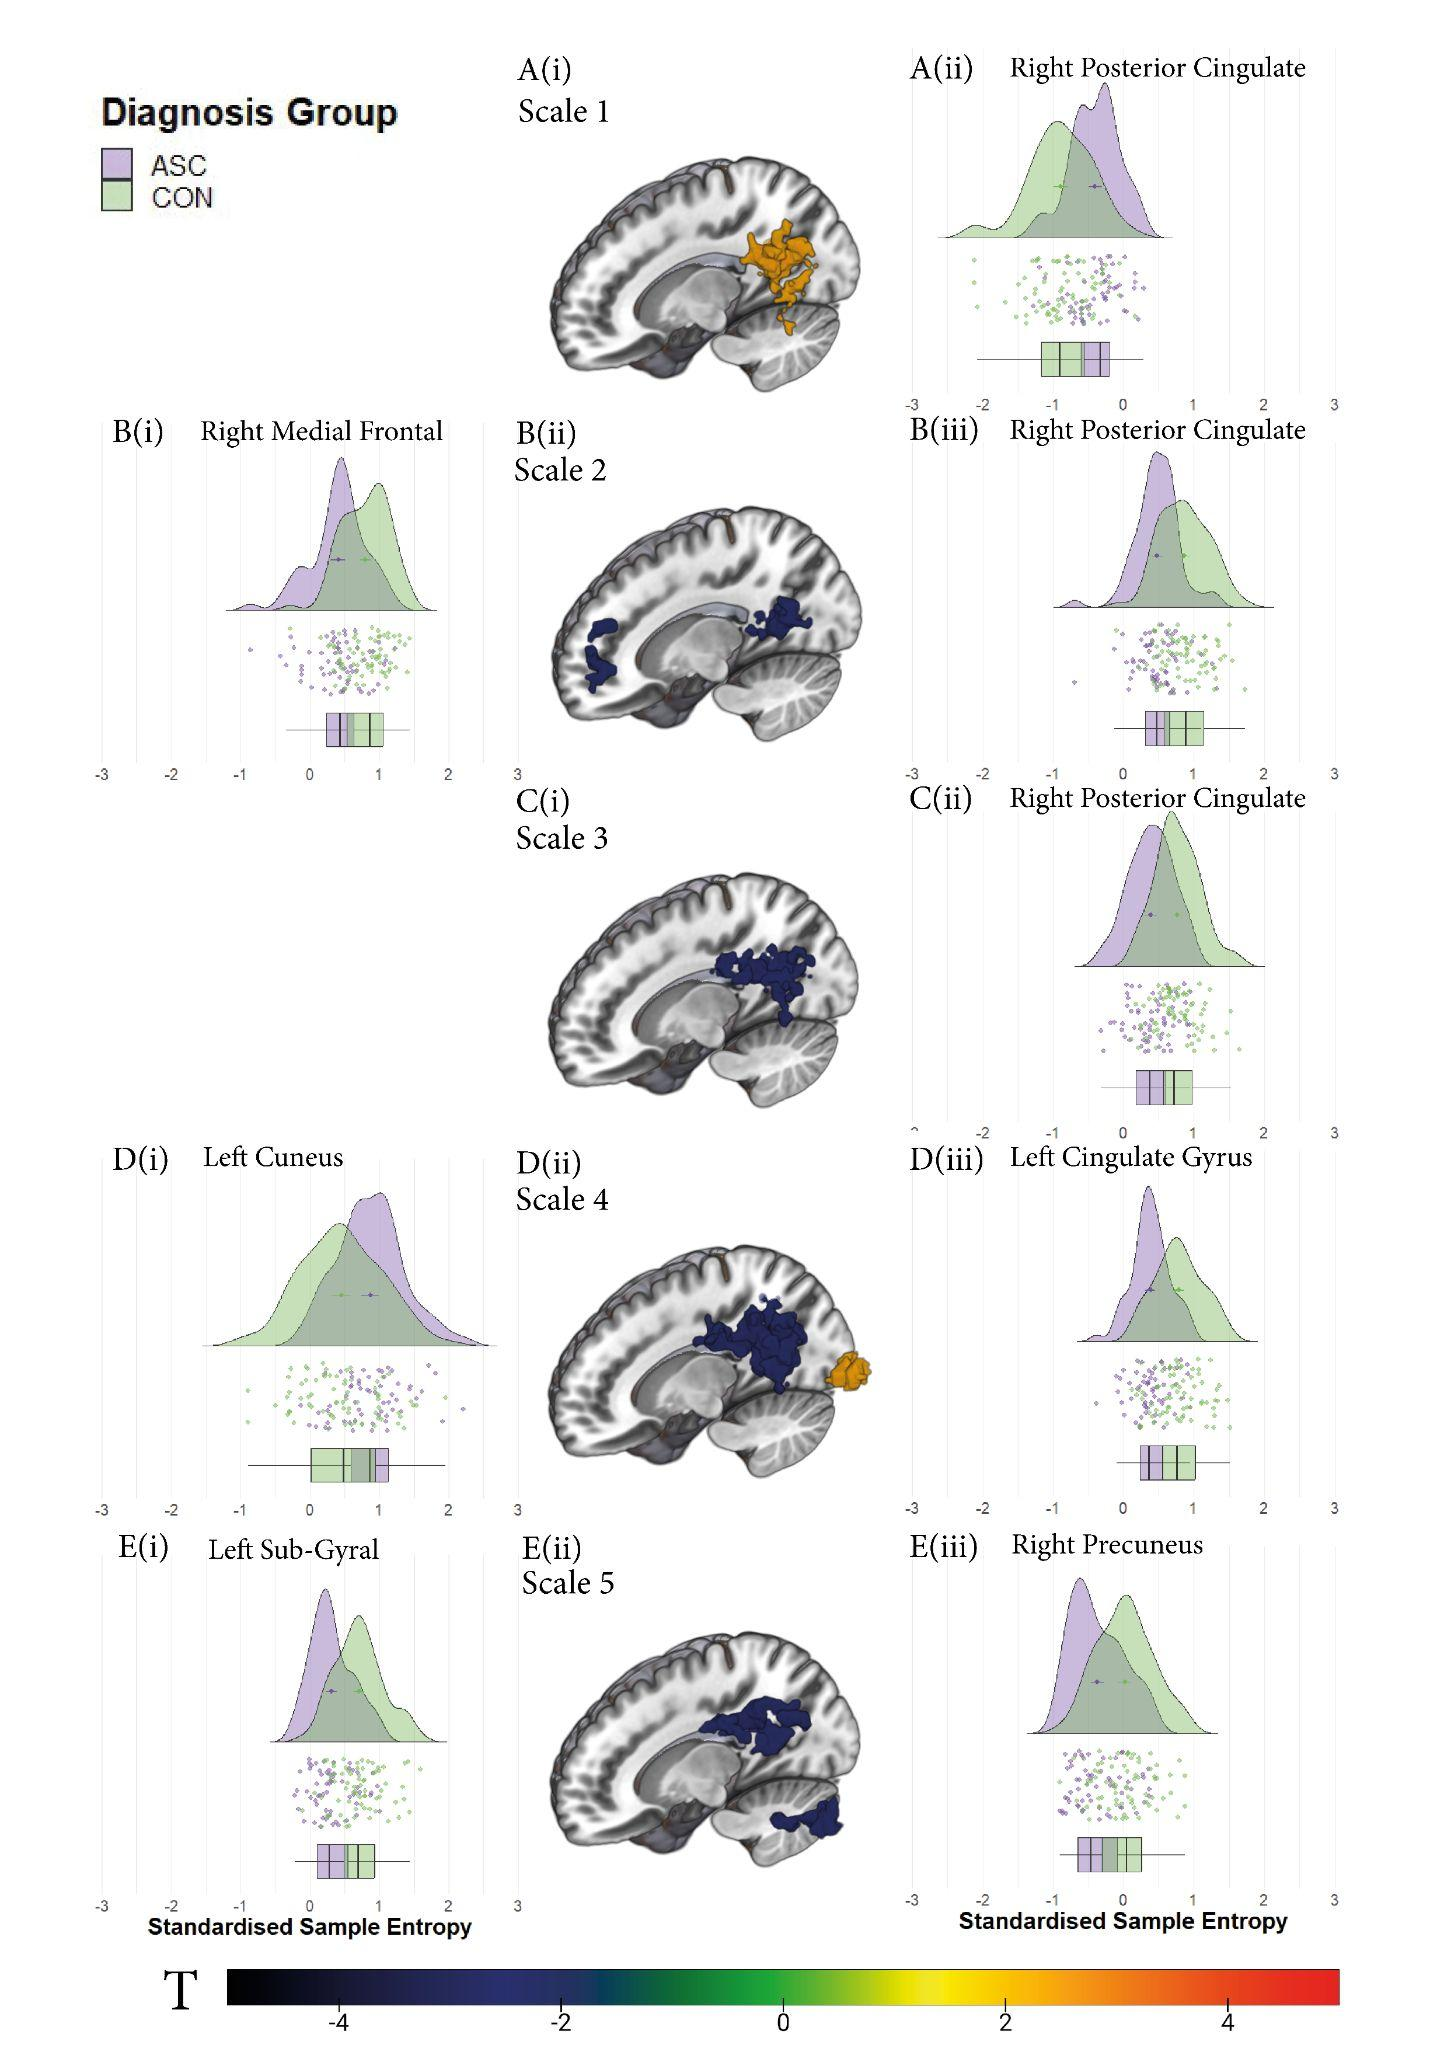 A(i)
Scale 1
A(ii) Right Posterior Cingulate
Diagnosis Group
ASC
CON
-3 -2 -1 0 1 2 3
B(i) Right Medial Frontal
B(ii)
Scale 2
B(iii) Right Posterior Cingulate
-3 -2 -1 0 1 2 3
-3 -2 -1 0 1 2 3
C(i)
Scale 3
C(ii) Right Posterior Cingulate
-2 -1 0 1 2 3
D(i) Left Cuneus
D(ii)
Scale 4
D(iii) Left Cingulate Gyrus
-3 -2 -1 0 1 2 3
-3 -2 -1 0 1 2 3
E(i) Left Sub-Gyral
E(ii)
Scale 5
E(iii) Right Precuneus
-3 -2 -1 0 1 2 3
Standardised Sample Entropy
-3 -2 -1 0 1 2 3
Standardised Sample Entropy
T
-4 -2 0 2 4